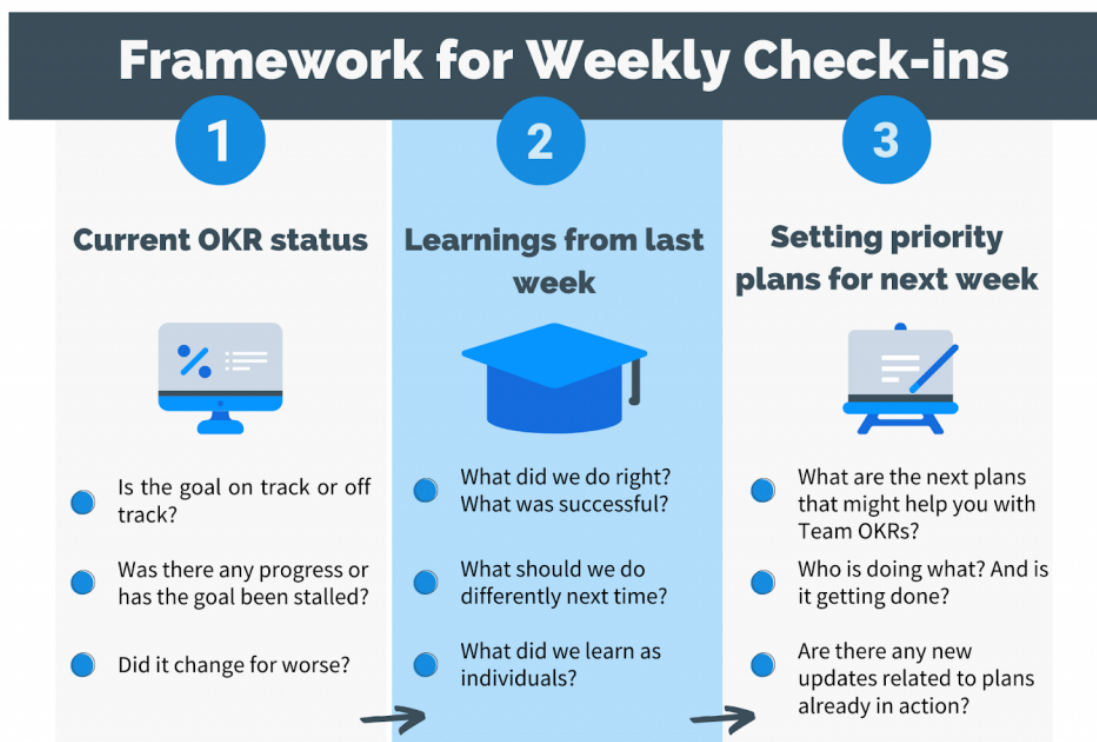 Framework for Weekly Check-ins
1
Current OKR status
Is the goal on track or off
track?
Was there any progress or
has the goal been stalled?
Did it change for worse?
2
Learnings from last
week
What did we do right?
What was successful?
What should we do
differently next time?
What did we learn as
individuals?
3
Setting priority
plans for next week
What are the next plans
that might help you with
Team OKRs?
Who is doing what? And is
it getting done?
Are there any new
updates related to plans
already in action?